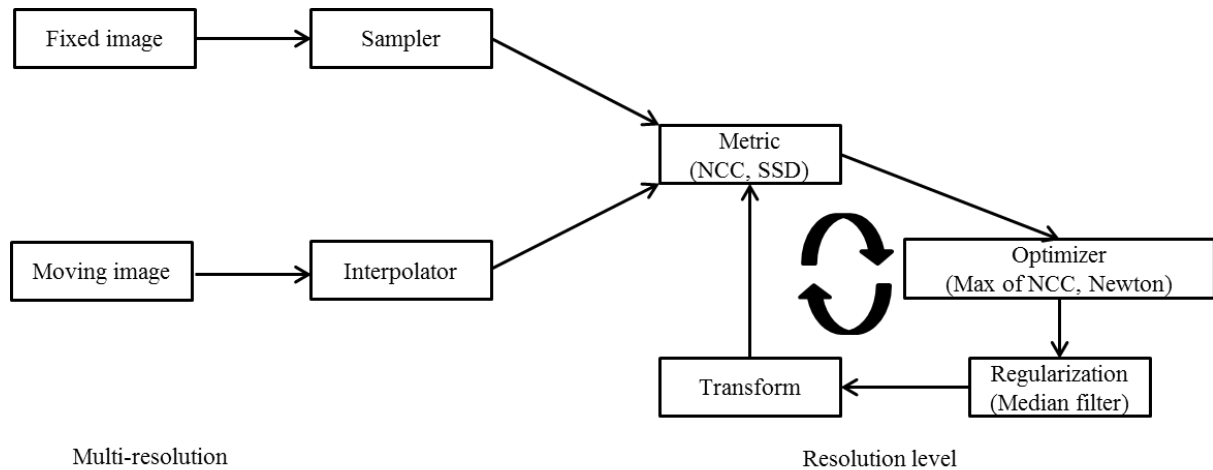 Fixed image
Sampler
Metric
(NCC, SSD)
Moving image
Interpolator
Optimizer
(Max of NCC, Newton)
Transform
Regularization
(Median filter)
Multi-resolution
Resolution level